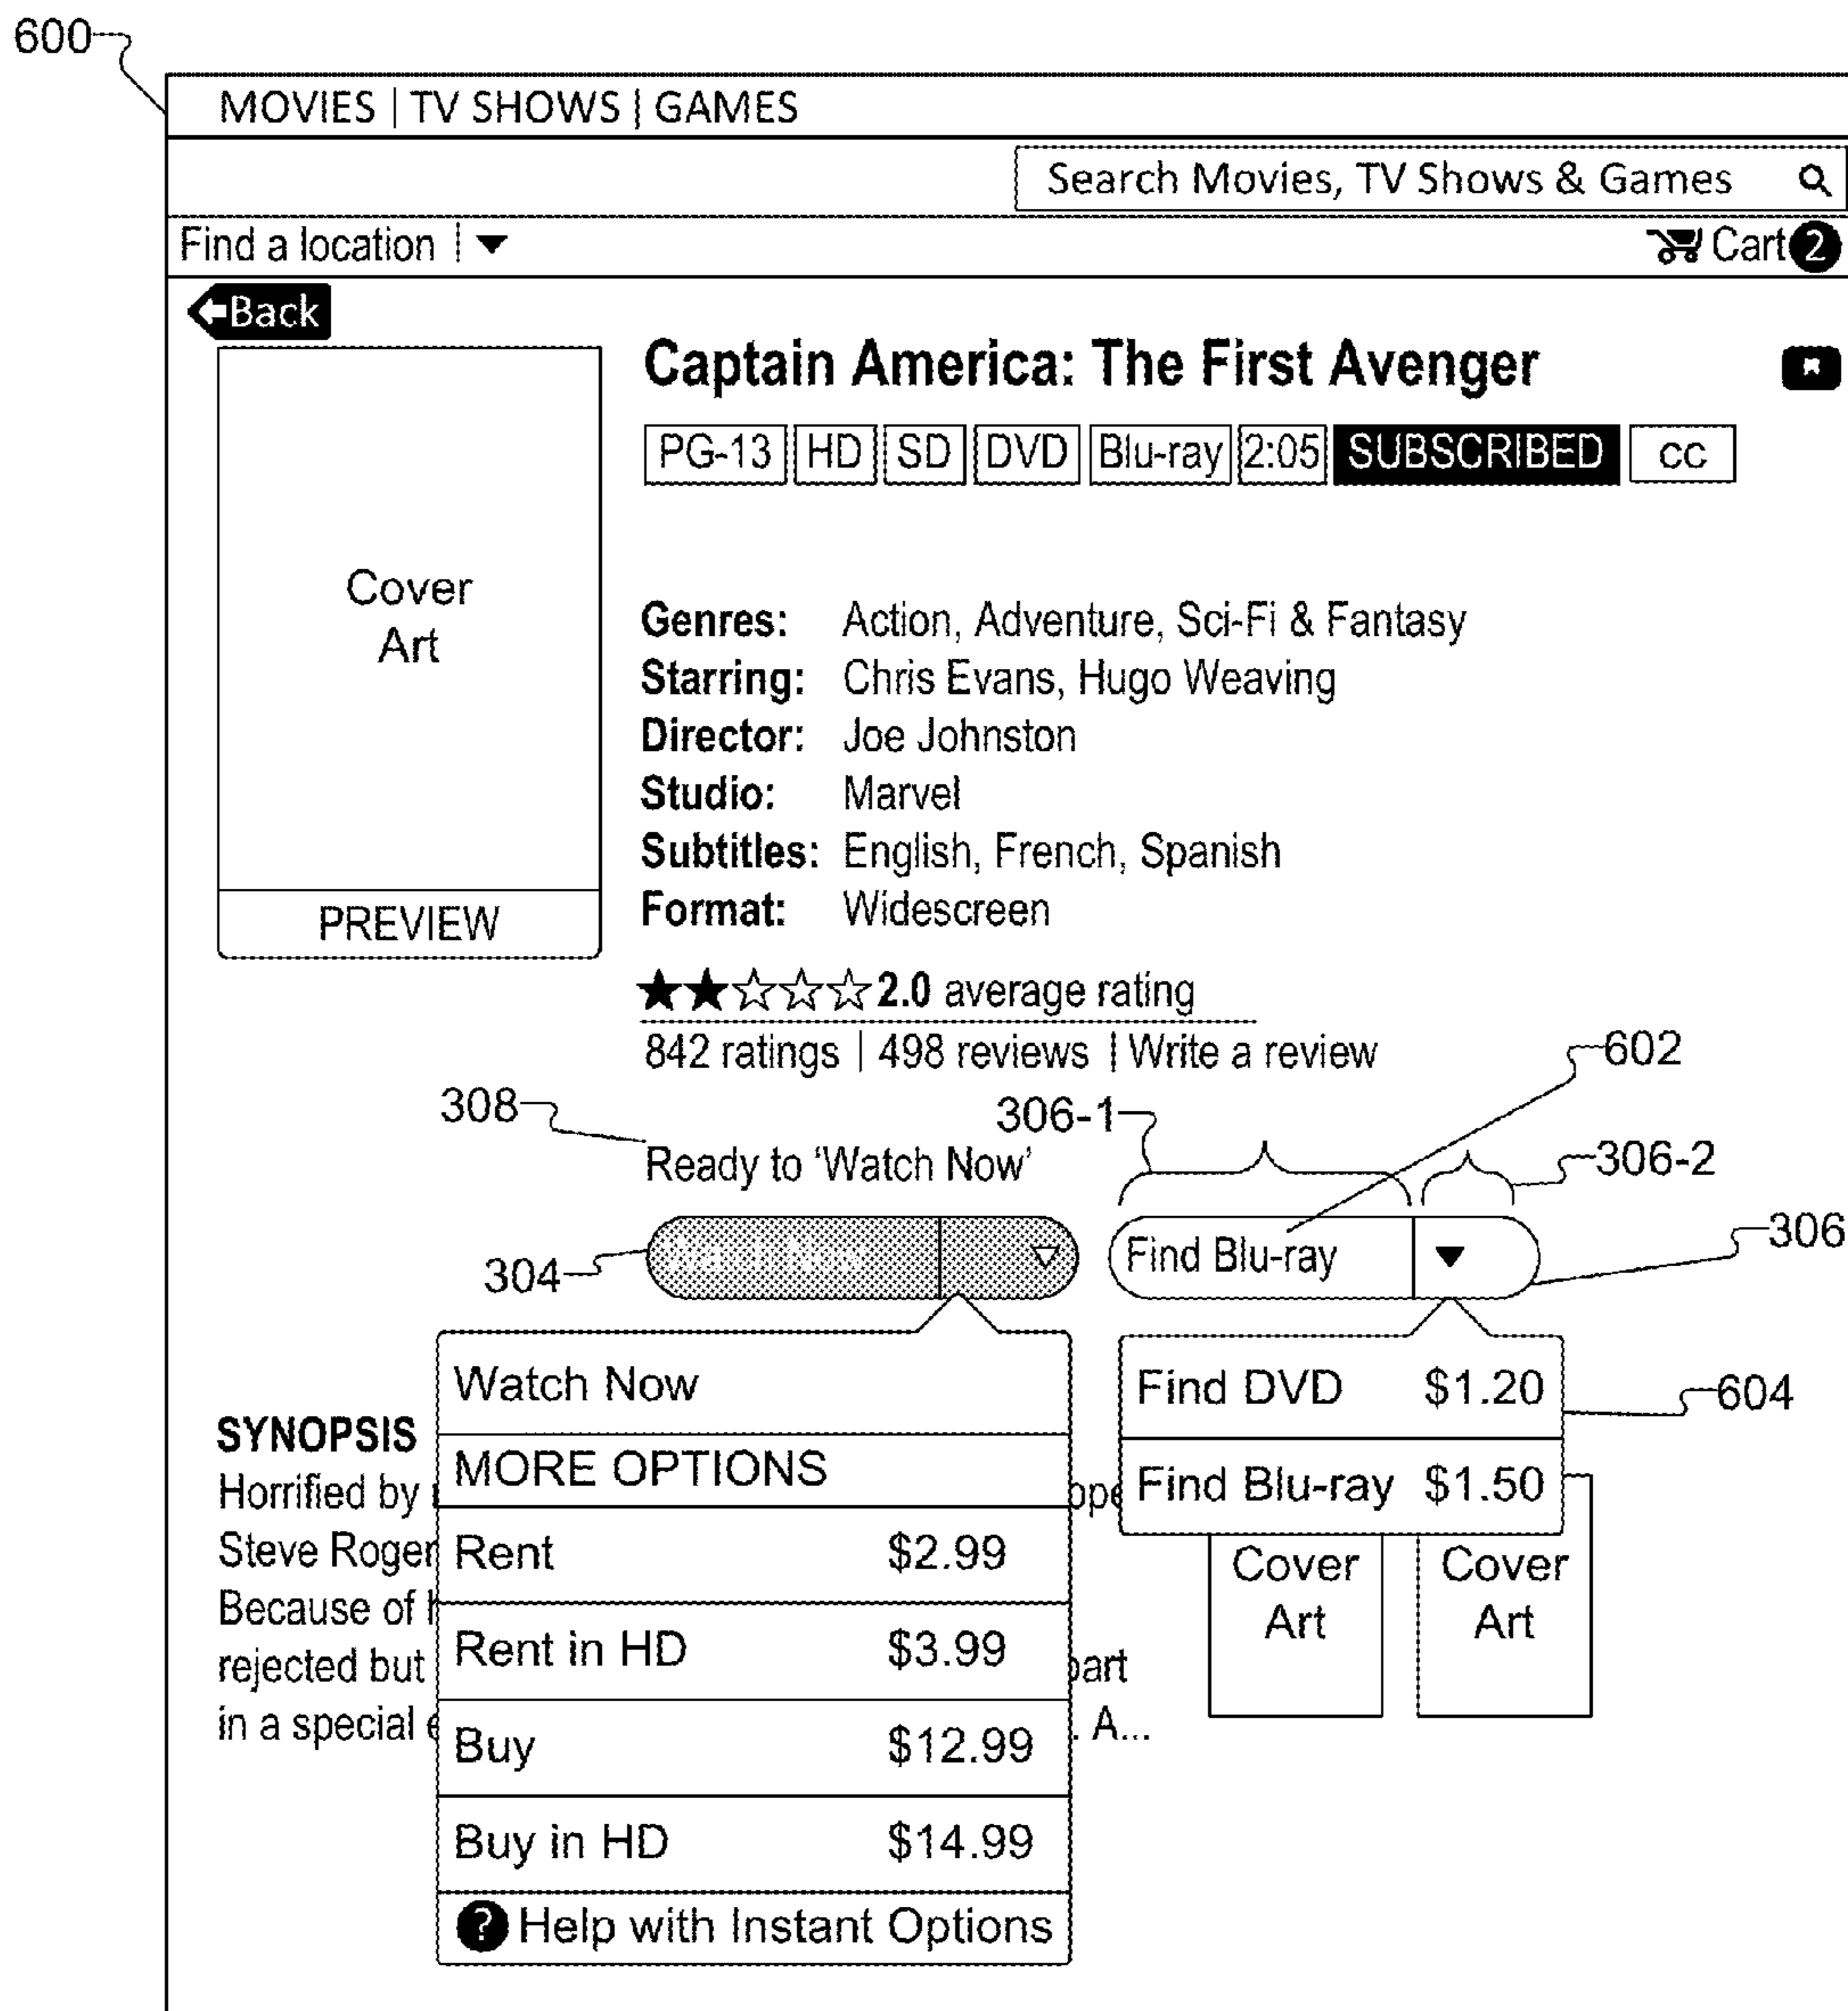 600
MOVIES | TV SHOWS | GAMES
Search Movies, TV Shows & Games
Find a location
Cart 2
Back
Captain America: The First Avenger
PG-13 HD SD DVD Blu-ray 2:05 SUBSCRIBED cc
Cover
Art
PREVIEW
Genres: Action, Adventure, Sci-Fi & Fantasy
Starring: Chris Evans, Hugo Weaving
Director: Joe Johnston
Studio: Marvel
Subtitles: English, French, Spanish
Format: Widescreen
2.0 average rating
842 ratings | 498 reviews | Write a review
602
308
306-1
306-2
Ready to ‘Watch Now’
304
Watch Now
Find Blu-ray
306
Watch Now
MORE OPTIONS
Rent $2.99
Rent in HD $3.99
Buy $12.99
Buy in HD $14.99
? Help with Instant Options
Find DVD $1.20
Find Blu-ray $1.50
604
Cover
Art
Cover
Art
SYNOPSIS
Horrified by
Steve Roger
Because of
rejected but part
in a special . A...